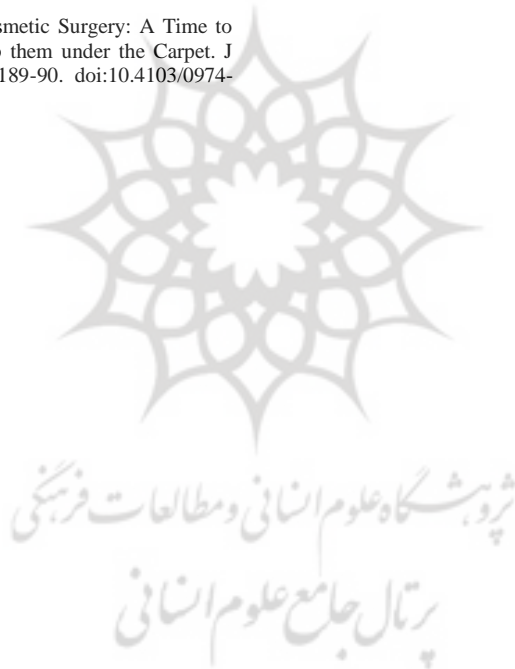 smetic Surgery: A Time to
them under the Carpet. J
189-90. doi:10.4103/0974-
پژوهشگاه علوم انسانی و مطالعات فرهنگی
پرتال جامع علوم انسانی